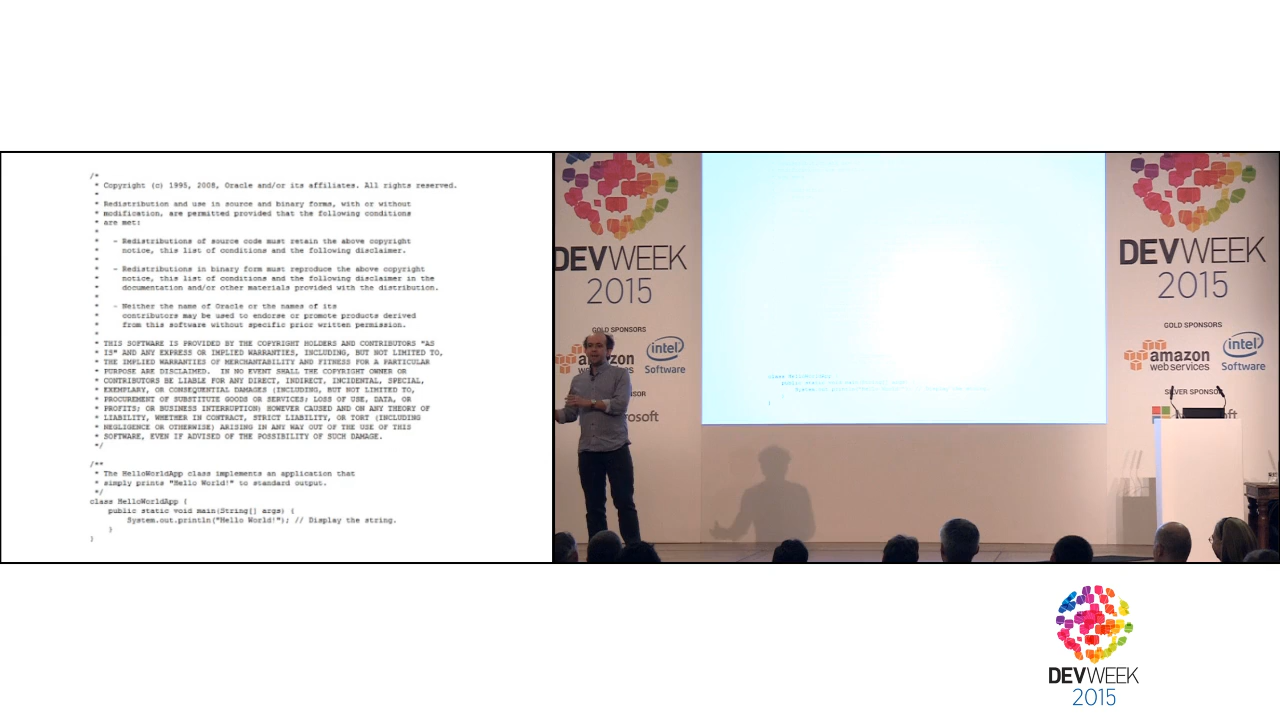 /*
 * Copyright (c) 1995, 2008, Oracle and/or its affiliates. All rights reserved.
 *
 * Redistribution and use in source and binary forms, with or without
 * modification, are permitted provided that the following conditions
 * are met:
 *
 *   - Redistributions of source code must retain the above copyright
 *     notice, this list of conditions and the following disclaimer.
 *
 *   - Redistributions in binary form must reproduce the above copyright
 *     notice, this list of conditions and the following disclaimer in the
 *     documentation and/or other materials provided with the distribution.
 *
 *   - Neither the name of Oracle or the names of its
 *     contributors may be used to endorse or promote products derived
 *     from this software without specific prior written permission.
 *
 * THIS SOFTWARE IS PROVIDED BY THE COPYRIGHT HOLDERS AND CONTRIBUTORS "AS
 * IS" AND ANY EXPRESS OR IMPLIED WARRANTIES, INCLUDING, BUT NOT LIMITED TO,
 * THE IMPLIED WARRANTIES OF MERCHANTABILITY AND FITNESS FOR A PARTICULAR
 * PURPOSE ARE DISCLAIMED.  IN NO EVENT SHALL THE COPYRIGHT OWNER OR
 * CONTRIBUTORS BE LIABLE FOR ANY DIRECT, INDIRECT, INCIDENTAL, SPECIAL,
 * EXEMPLARY, OR CONSEQUENTIAL DAMAGES (INCLUDING, BUT NOT LIMITED TO,
 * PROCUREMENT OF SUBSTITUTE GOODS OR SERVICES; LOSS OF USE, DATA, OR
 * PROFITS; OR BUSINESS INTERRUPTION) HOWEVER CAUSED AND ON ANY THEORY OF
 * LIABILITY, WHETHER IN CONTRACT, STRICT LIABILITY, OR TORT (INCLUDING
 * NEGLIGENCE OR OTHERWISE) ARISING IN ANY WAY OUT OF THE USE OF THIS
 * SOFTWARE, EVEN IF ADVISED OF THE POSSIBILITY OF SUCH DAMAGE.
 */
/**
 * The HelloWorldApp class implements an application that
 * simply prints "Hello World!" to standard output.
 */
class HelloWorldApp {
    public static void main(String[] args) {
        System.out.println("Hello World!"); // Display the string.
    }
}
DEVWEEK
2015
GOLD SPONSORS
intel
Software
class HelloWorldApp
public static void main(String[] args)
DEVWEEK
2015
GOLD SPONSORS
amazon
web services
intel
Software
SILVER SPONSOR
DEVWEEK
2015